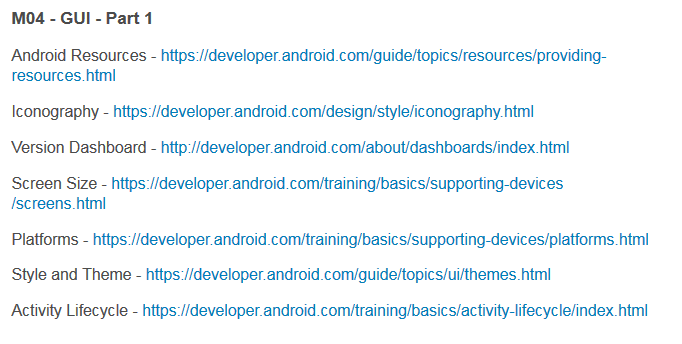 M04 - GUI - Part 1
Android Resources - https://developer.android.com/guide/topics/resources/providing-
resources.html
Iconography - https://developer.android.com/design/style/iconography.html
Version Dashboard - http://developer.android.com/about/dashboards/index.html
Screen Size - https://developer.android.com/training/basics/supporting-devices
/screens.html
Platforms - https://developer.android.com/training/basics/supporting-devices/platforms.html
Style and Theme - https://developer.android.com/guide/topics/ui/themes.html
Activity Lifecycle - https://developer.android.com/training/basics/activity-lifecycle/index.html